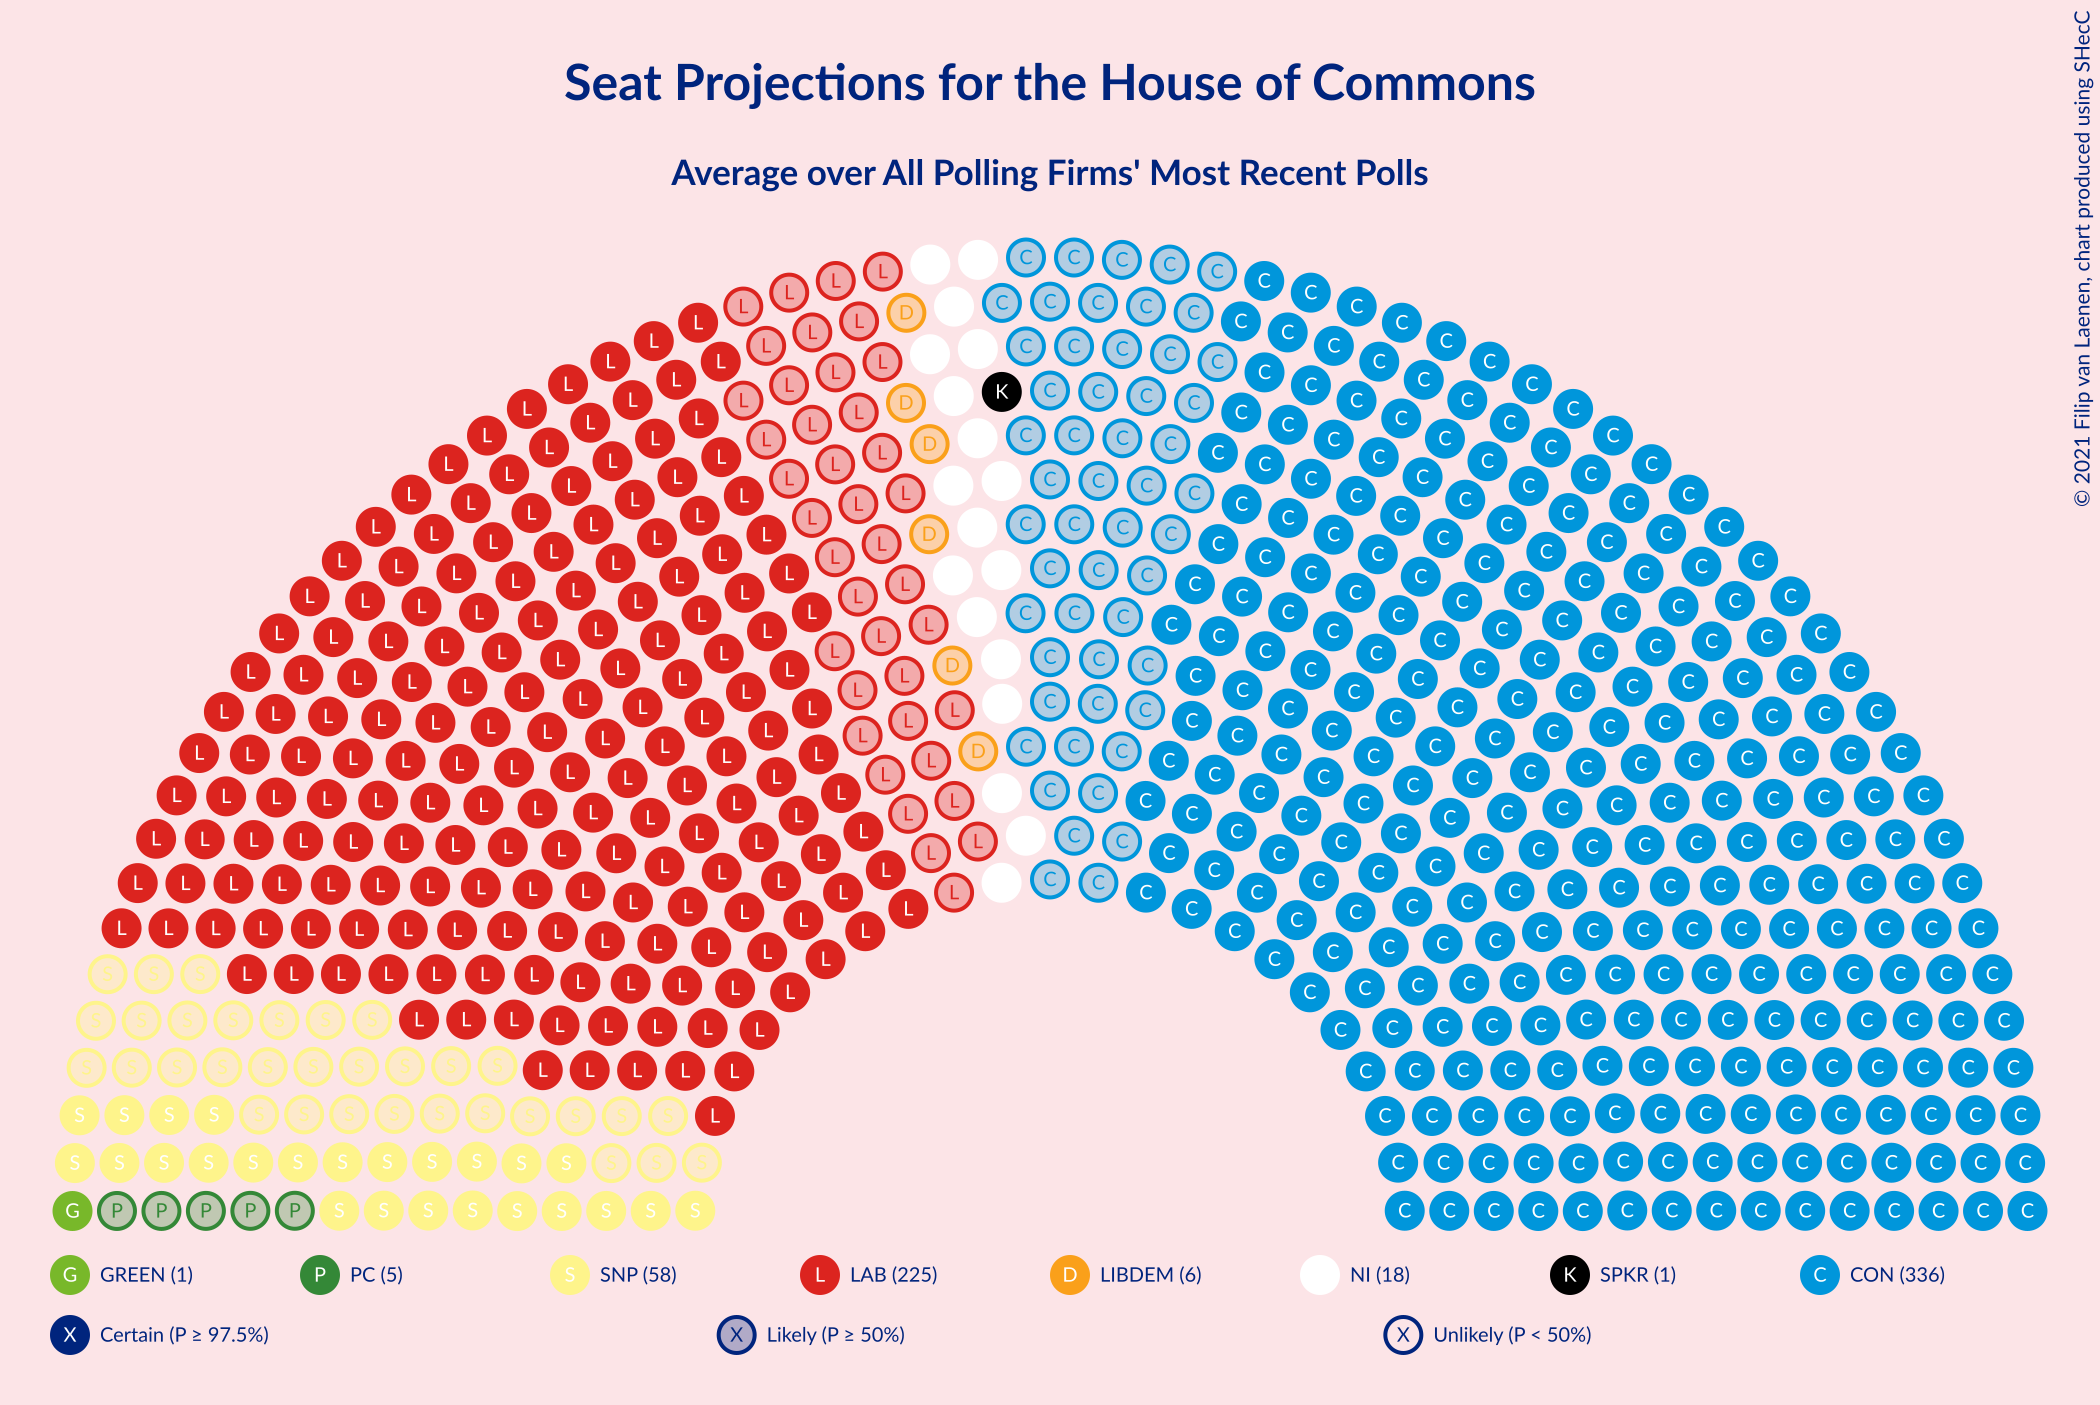 Seat Projections for the House of Commons
Average over All Polling Firms' Most Recent Polls
© 2021 Filip van Laenen, chart produced using SHecC
G GREEN (1) P PC (5) S SNP (58) L LAB (225) D LIBDEM (6) NI (18) K SPKR (1) C CON (336)
X Certain (P ≥ 97.5%) X Likely (P ≥ 50%) X Unlikely (P < 50%)